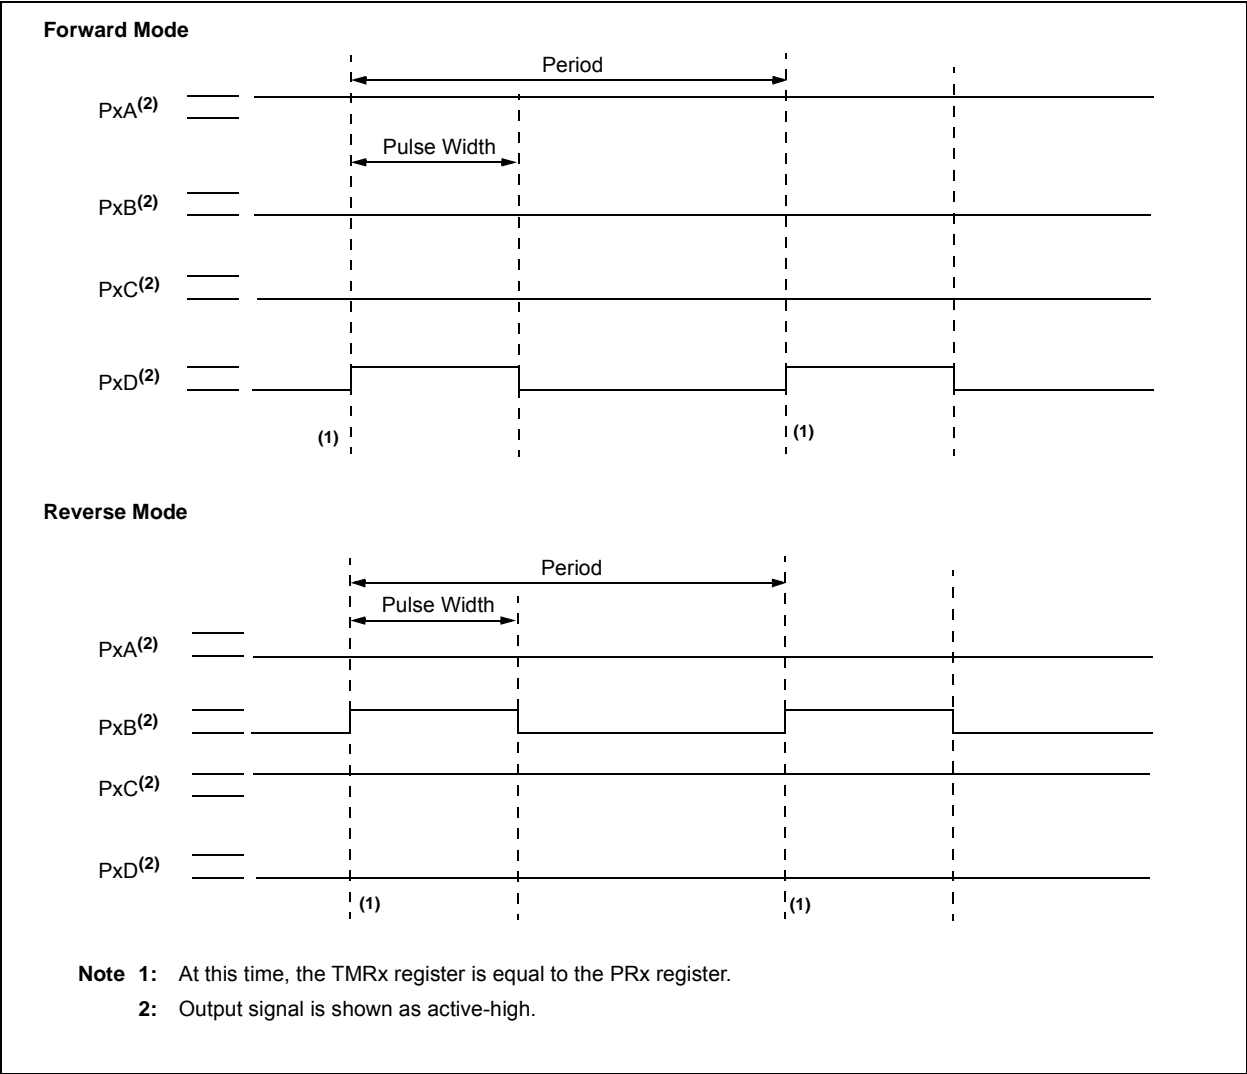 Forward Mode
Period
PxA(2)
Pulse Width
PxB(2)
PxC(2)
PxD(2)
(1) (1)
Reverse Mode
Period
Pulse Width
PxA(2)
PxB(2)
PxC(2)
PxD(2)
(1) (1)
Note 1: At this time, the TMRx register is equal to the PRx register.
2: Output signal is shown as active-high.